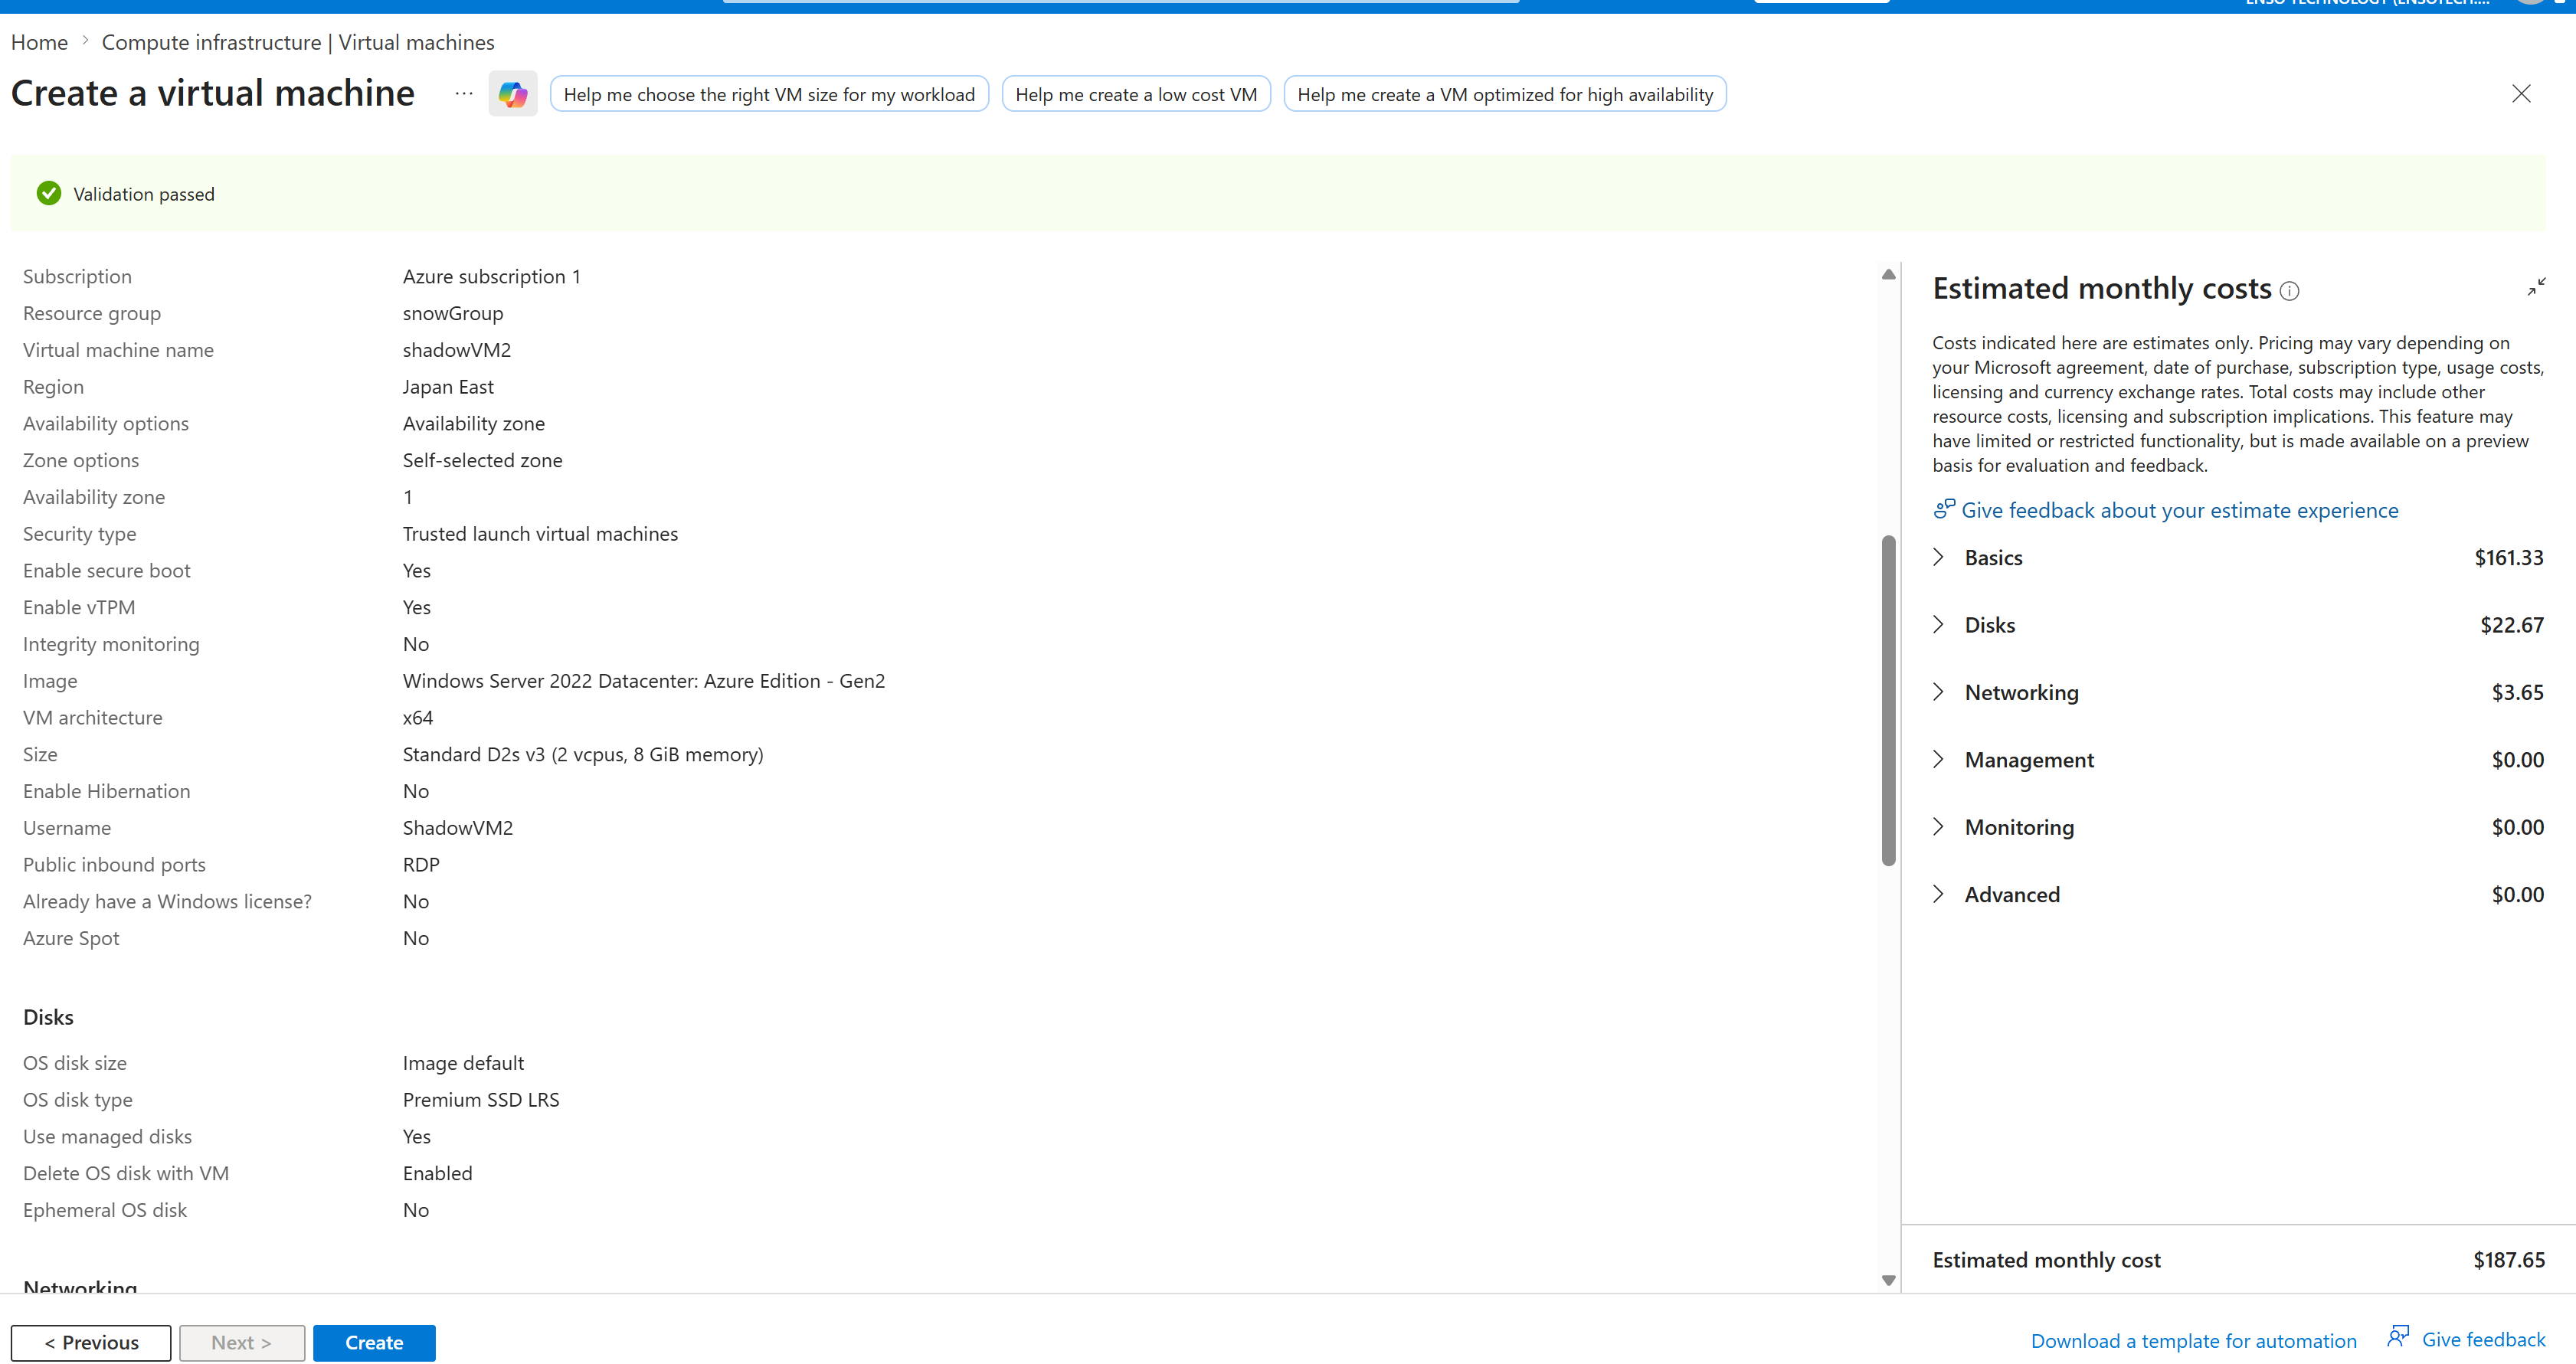 Home > Compute infrastructure | Virtual machines
Create a virtual machine ...
Help me choose the right VM size for my workload
Help me create a low cost VM
Help me create a VM optimized for high availability
Validation passed
Subscription Azure subscription 1
Resource group snowGroup
Virtual machine name shadowVM2
Region Japan East
Availability options Availability zone
Zone options Self-selected zone
Availability zone 1
Security type Trusted launch virtual machines
Enable secure boot Yes
Enable vTPM Yes
Integrity monitoring No
Image Windows Server 2022 Datacenter: Azure Edition - Gen2
VM architecture x64
Size Standard D2s v3 (2 vcpus, 8 GiB memory)
Enable Hibernation No
Username ShadowVM2
Public inbound ports RDP
Already have a Windows license? No
Azure Spot No
Disks
OS disk size Image default
OS disk type Premium SSD LRS
Use managed disks Yes
Delete OS disk with VM Enabled
Ephemeral OS disk No
Networking
Estimated monthly costs
Costs indicated here are estimates only. Pricing may vary depending on
your Microsoft agreement, date of purchase, subscription type, usage costs,
licensing and currency exchange rates. Total costs may include other
resource costs, licensing and subscription implications. This feature may
have limited or restricted functionality, but is made available on a preview
basis for evaluation and feedback.
Give feedback about your estimate experience
Basics $161.33
Disks $22.67
Networking $3.65
Management $0.00
Monitoring $0.00
Advanced $0.00
Estimated monthly cost $187.65
< Previous
Next >
Create
Download a template for automation
Give feedback